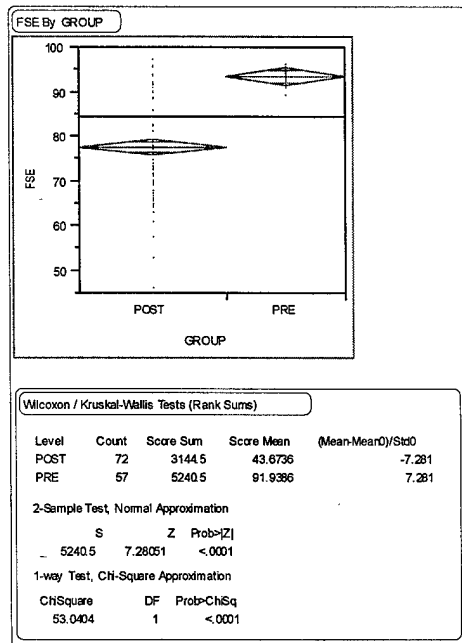 FSE By GROUP
100
90
80
70
60
50
FSE
POST PRE
GROUP
Wilcoxon / Kruskal-Wallis Tests (Rank Sums)
Level Count Score Sum Score Mean (Mean-Mean0)/Std0
POST 72 3144.5 43.6736 -7.281
PRE 57 5240.5 91.9386 7.281
2-Sample Test, Normal Approximation
S Z Prob>|Z|
5240.5 7.28051 <.0001
1-way Test, Chi-Square Approximation
ChiSquare DF Prob>ChiSq
53.0404 1 <.0001